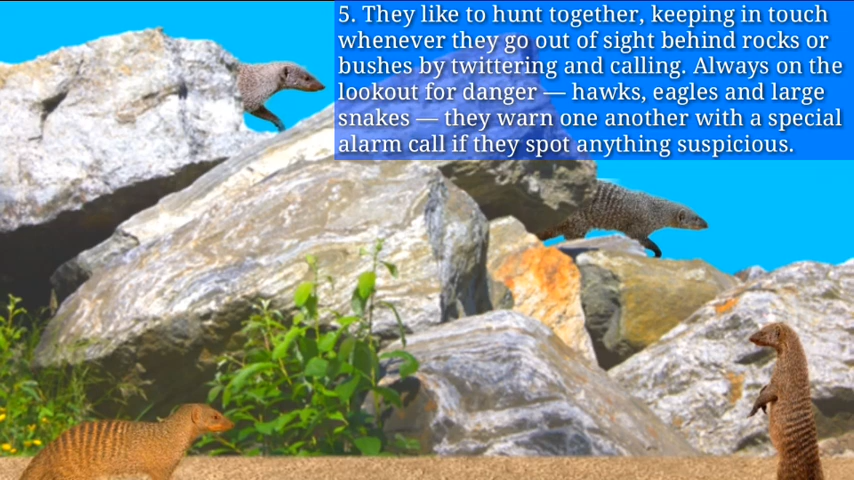 5. They like to hunt together, keeping in touch
whenever they go out of sight behind rocks or
bushes by twittering and calling. Always on the
lookout for danger — hawks, eagles and large
snakes — they warn one another with a special
alarm call if they spot anything suspicious.